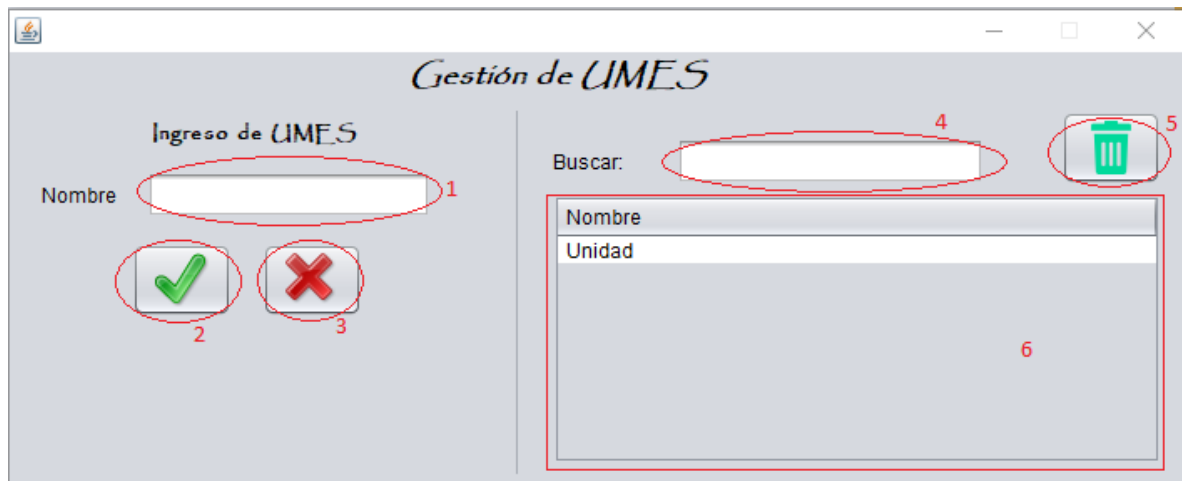 Gestión de UMES
Ingreso de UMES
Nombre
1
2
3
Buscar:
4
5
Nombre
Unidad
6